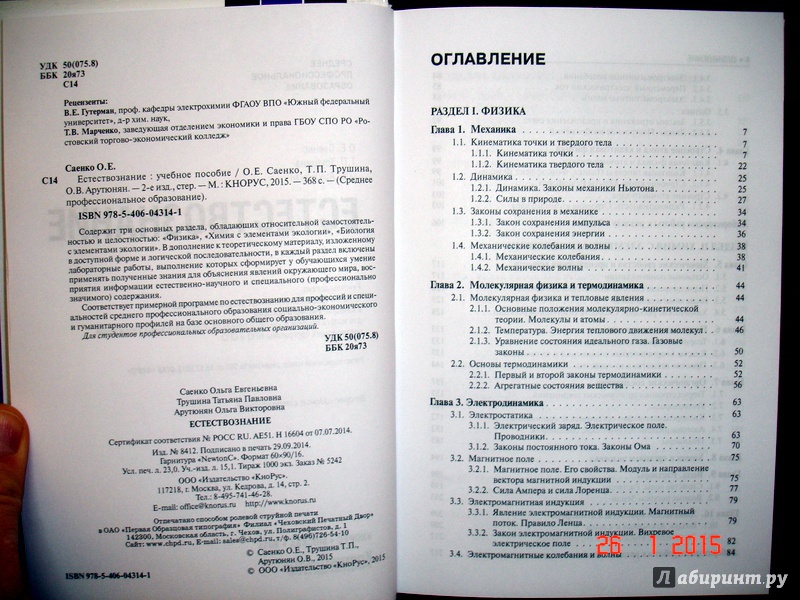 УДК 50(075.8)
ББК 20я73
С14
Рецензенты:
В.Е. Гутерман, проф. кафедры электрохимии ФГАОУ ВПО «Южный федеральный
университет», д-р хим. наук,
Т.В. Марченко, заведующая отделением экономики и права ГБОУ СПО РО «Ро-
стовский торгово-экономический колледж»
Саенко О.Е.
С14 Естествознание : учебное пособие / О.Е. Саенко, Т.П. Трушина,
О.В. Арутюнян. — 2-е изд., стер. — М. : КНОРУС, 2015. — 368 с. — (Среднее
профессиональное образование).
ISBN 978-5-406-04314-1
Содержит три основных раздела, обладающих относительной самостоятель-
ностью и целостностью: «Физика», «Химия с элементами экологии», «Биология
с элементами экологии». В дополнение к теоретическому материалу, изложенному
в доступной форме и логической последовательности, в каждый раздел включены
лабораторные работы, выполнение которых сформирует у обучающихся умение
применять полученные знания для объяснения явлений окружающего мира, вос-
приятия информации естественно-научного и специального (профессионально
значимого) содержания.
Соответствует примерной программе по естествознанию для профессий и специ-
альностей среднего профессионального образования социально-экономического
и гуманитарного профилей на базе основного общего образования.
Для студентов профессиональных образовательных организаций.
УДК 50(075.8)
ББК 20я73
Саенко Ольга Евгеньевна
Трушина Татьяна Павловна
Арутюнян Ольга Викторовна
ЕСТЕСТВОЗНАНИЕ
Сертификат соответствия № РОСС RU. АЕ51. Н 16604 от 07.07.2014.
Изд. № 8412. Подписано в печать 29.09.2014.
Гарнитура «NewtonC». Формат 60×90/16.
Усл. печ. л. 23,0. Уч.-изд. л. 15,1. Тираж 1000 экз. Заказ № 5242
ООО «Издательство «КноРус».
117218, г. Москва, ул. Кедрова, д. 14, стр. 2.
Тел.: 8-495-741-46-28.
E-mail: office@knorus.ru http://www.knorus.ru
Отпечатано способом ролевой струйной печати
в ОАО «Первая Образцовая типография» Филиал «Чеховский Печатный Двор»
142300, Московская область, г. Чехов, ул. Полиграфистов, д. 1
Сайт: www.chpd.ru, E-mail: sales@chpd.ru, 8(495)726-54-10
© Саенко О.Е., Трушина Т.П.,
Арутюнян О.В., 2015
© ООО «Издательство «КноРус», 2015
ISBN 978-5-406-04314-1
ОГЛАВЛЕНИЕ
РАЗДЕЛ I. ФИЗИКА
Глава 1. Механика 7
1.1. Кинематика точки и твердого тела 7
1.1.1. Кинематика точки 7
1.1.2. Кинематика твердого тела 22
1.2. Динамика 25
1.2.1. Динамика. Законы механики Ньютона 25
1.2.2. Силы в природе 27
1.3. Законы сохранения в механике 34
1.3.1. Закон сохранения импульса 34
1.3.2. Закон сохранения энергии 36
1.4. Механические колебания и волны 38
1.4.1. Механические колебания 38
1.4.2. Механические волны 41
Глава 2. Молекулярная физика и термодинамика 44
2.1. Молекулярная физика и тепловые явления 44
2.1.1. Основные положения молекулярно-кинетической
теории. Молекулы и атомы 44
2.1.2. Температура. Энергия теплового движения молекул 46
2.1.3. Уравнение состояния идеального газа. Газовые
законы 50
2.2. Основы термодинамики 52
2.2.1. Первый и второй законы термодинамики 52
2.2.2. Агрегатные состояния вещества 56
Глава 3. Электродинамика 63
3.1. Электростатика 63
3.1.1. Электрический заряд. Электрическое поле.
Проводники 63
3.1.2. Законы постоянного тока. Законы Ома 70
3.2. Магнитное поле 75
3.2.1. Магнитное поле. Его свойства. Модуль и направление
вектора магнитной индукции 75
3.2.2. Сила Ампера и сила Лоренца 77
3.3. Электромагнитная индукция 79
3.3.1. Явление электромагнитной индукции. Магнитный
поток. Правило Ленца 79
3.3.2. Закон электромагнитной индукции. Вихревое
электрическое поле 82
3.4. Электромагнитные колебания и волны 84
26 1 2015
Лабиринт.ру